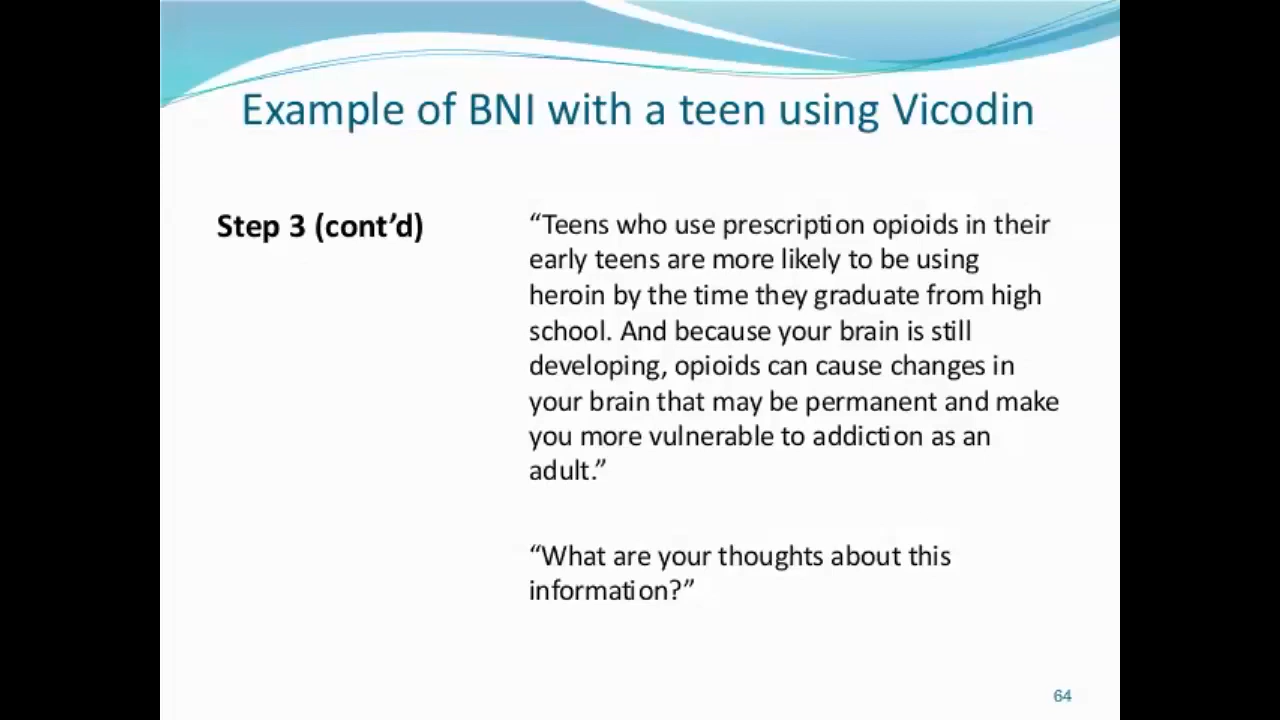 Example of BNI with a teen using Vicodin
Step 3 (cont’d)
“Teens who use prescription opioids in their
early teens are more likely to be using
heroin by the time they graduate from high
school. And because your brain is still
developing, opioids can cause changes in
your brain that may be permanent and make
you more vulnerable to addiction as an
adult.”
“What are your thoughts about this
information?”
64